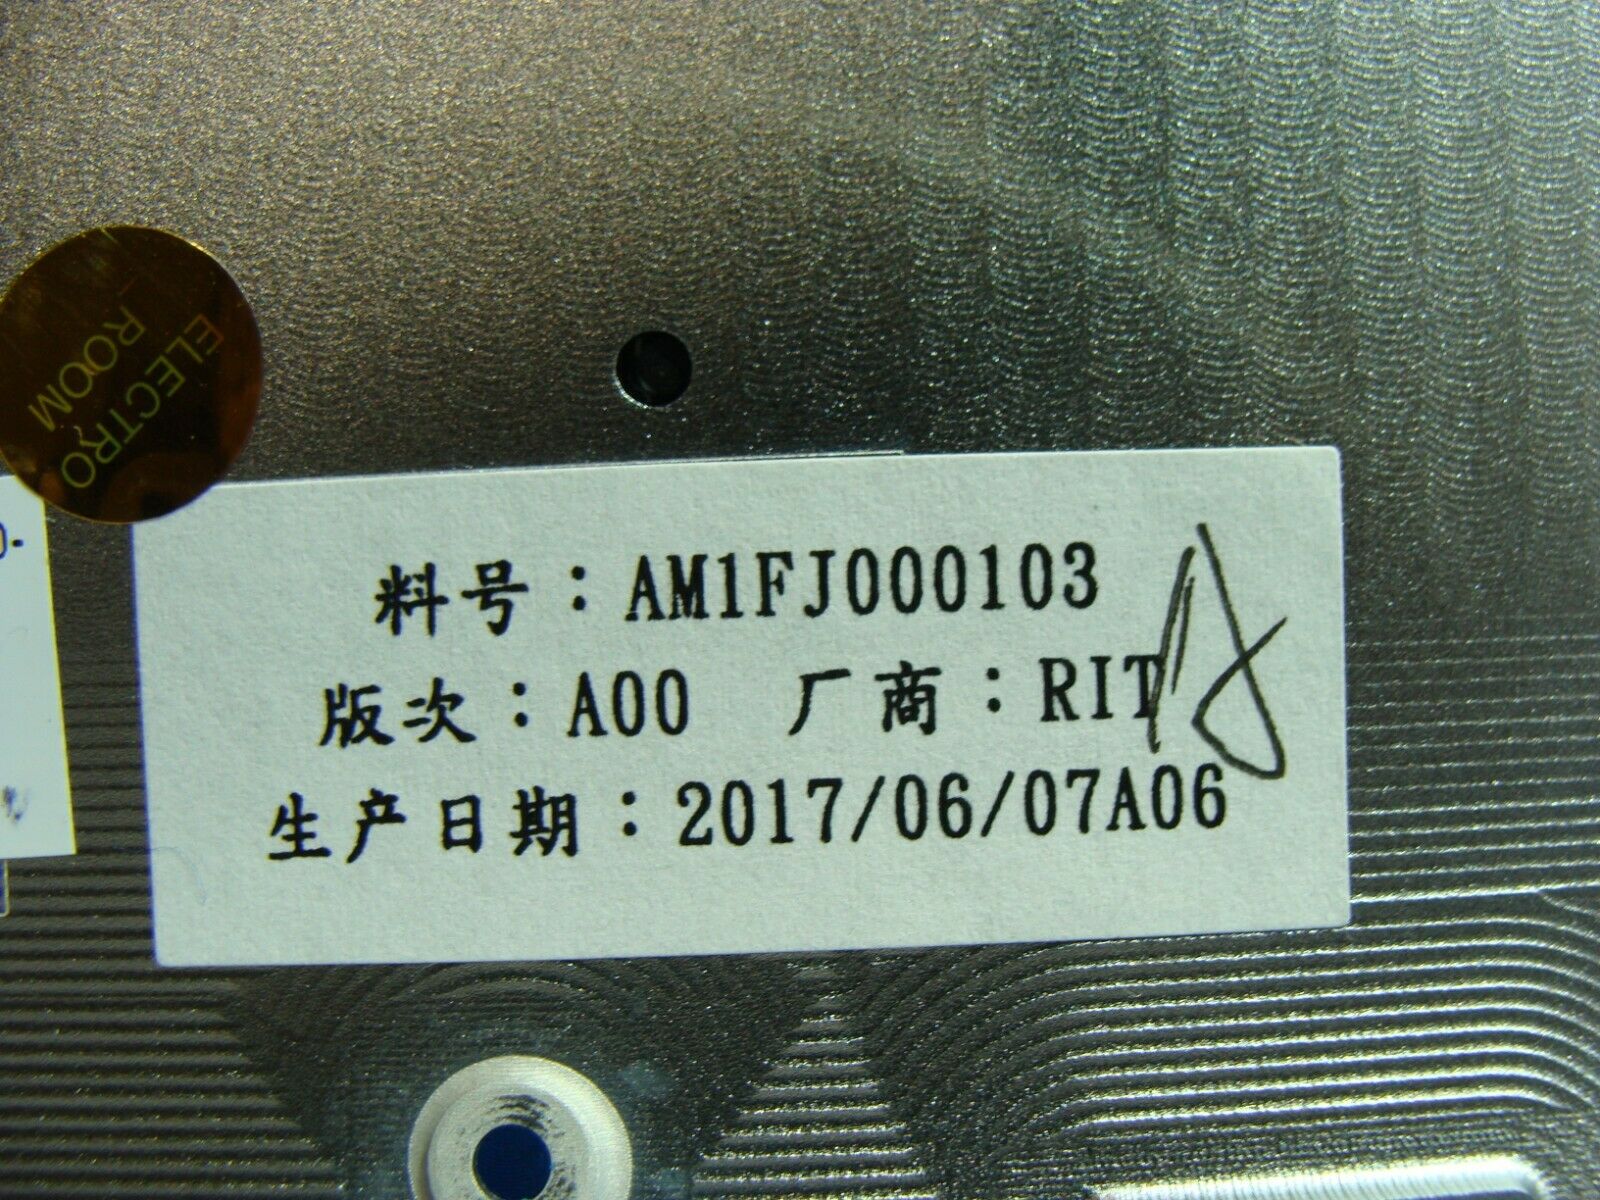 ELECTRO
ROOM
料号：AM1FJ000103
版次：A00 厂商：RIT
生产日期：2017/06/07A06